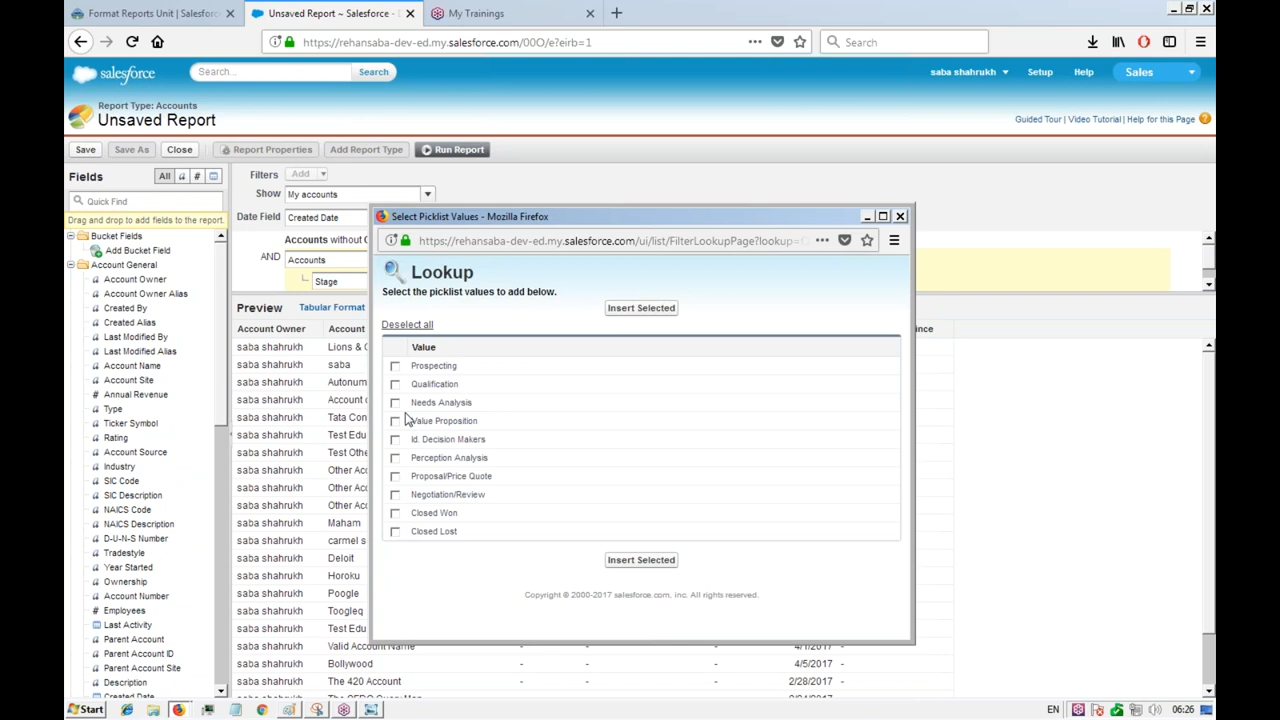 Format Reports Unit | Salesforc
Unsaved Report ~ Salesforce -
My Trainings
https://rehansaba-dev-ed.my.salesforce.com/00O/e?eirb=1
Search
salesforce
Search...
Search
saba shahrukh
Setup
Help
Sales
Report Type: Accounts
Unsaved Report
Guided Tour | Video Tutorial | Help for this Page
Save
Save As
Close
Report Properties
Add Report Type
Run Report
Fields
All
Quick Find
Drag and drop to add fields to the report.
Bucket Fields
Add Bucket Field
Account General
Account Owner
Account Owner Alias
Created By
Created Alias
Last Modified By
Last Modified Alias
Account Name
Account Site
Annual Revenue
Type
Ticker Symbol
Rating
Account Source
Industry
SIC Code
SIC Description
NAICS Code
NAICS Description
D-U-N-S Number
Tradestyle
Year Started
Ownership
Account Number
Employees
Last Activity
Parent Account
Parent Account ID
Parent Account Site
Description
Created Date
Filters
Add
Show
My accounts
Date Field
Created Date
Accounts without
AND
Accounts
Stage
Preview
Tabular Format
Account Owner
Account
saba shahrukh Lions & C
saba shahrukh saba
saba shahrukh Autonum
saba shahrukh Account
saba shahrukh Tata Con
saba shahrukh Test Edu
saba shahrukh Test Othe
saba shahrukh Other Acc
saba shahrukh Other Acc
saba shahrukh Other Acc
saba shahrukh Maham
saba shahrukh carmel s
saba shahrukh Deloit
saba shahrukh Horoku
saba shahrukh Poogle
saba shahrukh Toogleq
saba shahrukh Test Edu
saba shahrukh Valid Account Name - - - 4/1/2017 -
saba shahrukh Bollywood - - - 4/5/2017 -
saba shahrukh The 420 Account - - - 2/28/2017 -
Select Picklist Values - Mozilla Firefox
https://rehansaba-dev-ed.my.salesforce.com/ui/list/FilterLookupPage?lookup=
Lookup
Select the picklist values to add below.
Insert Selected
Deselect all
Value
Prospecting
Qualification
Needs Analysis
Value Proposition
Id. Decision Makers
Perception Analysis
Proposal/Price Quote
Negotiation/Review
Closed Won
Closed Lost
Insert Selected
Copyright © 2000-2017 salesforce.com, inc. All rights reserved.
Start
EN
06:26